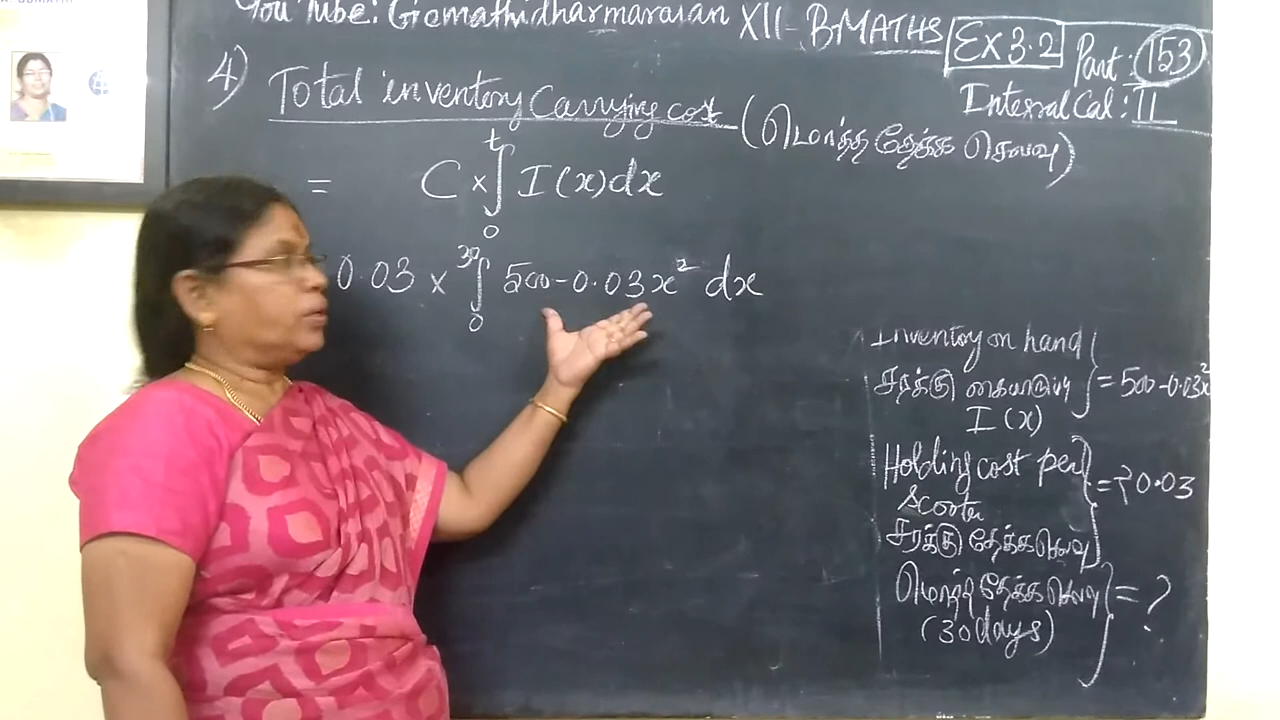 You Tube: Gomathidharmarajan XII - BMATHS
Ex 3.2 Part: 153
Integral Cal: II
4) Total inventory Carrying cost (மொத்த தேக்க செலவு)
= C × ∫₀ᵗ I(x)dx
0.03 × ∫₀³⁰ 500-0.03x² dx
Inventory on hand
சரக்கு கையிருப்பு
I(x) = 500-0.03x²
Holding cost per
Scooter = ₹0.03
சரக்கு தேக்கசெலவு
மொத்த தேக்க செலவு = ?
(30 days)